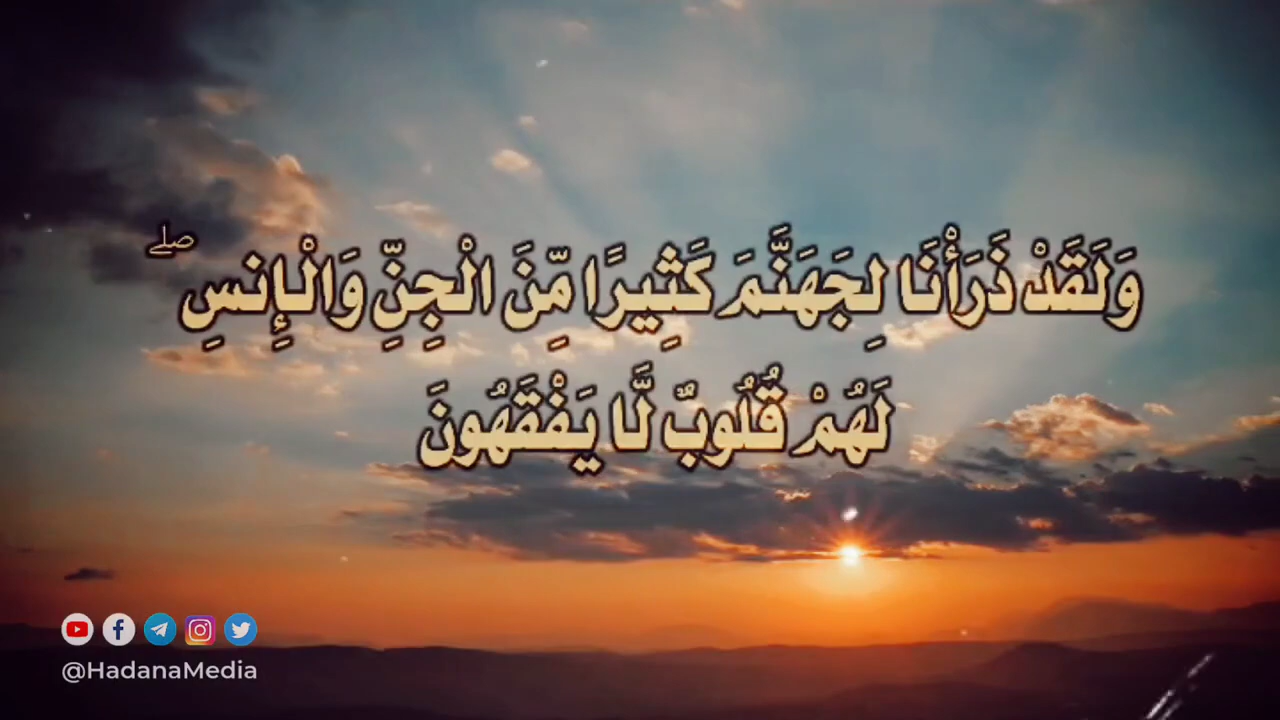 وَلَقَدْ ذَرَأْنَا لِجَهَنَّمَ كَثِيرًا مِّنَ الْجِنِّ وَالْإِنسِ ۖ
لَهُمْ قُلُوبٌ لَّا يَفْقَهُونَ
@HadanaMedia